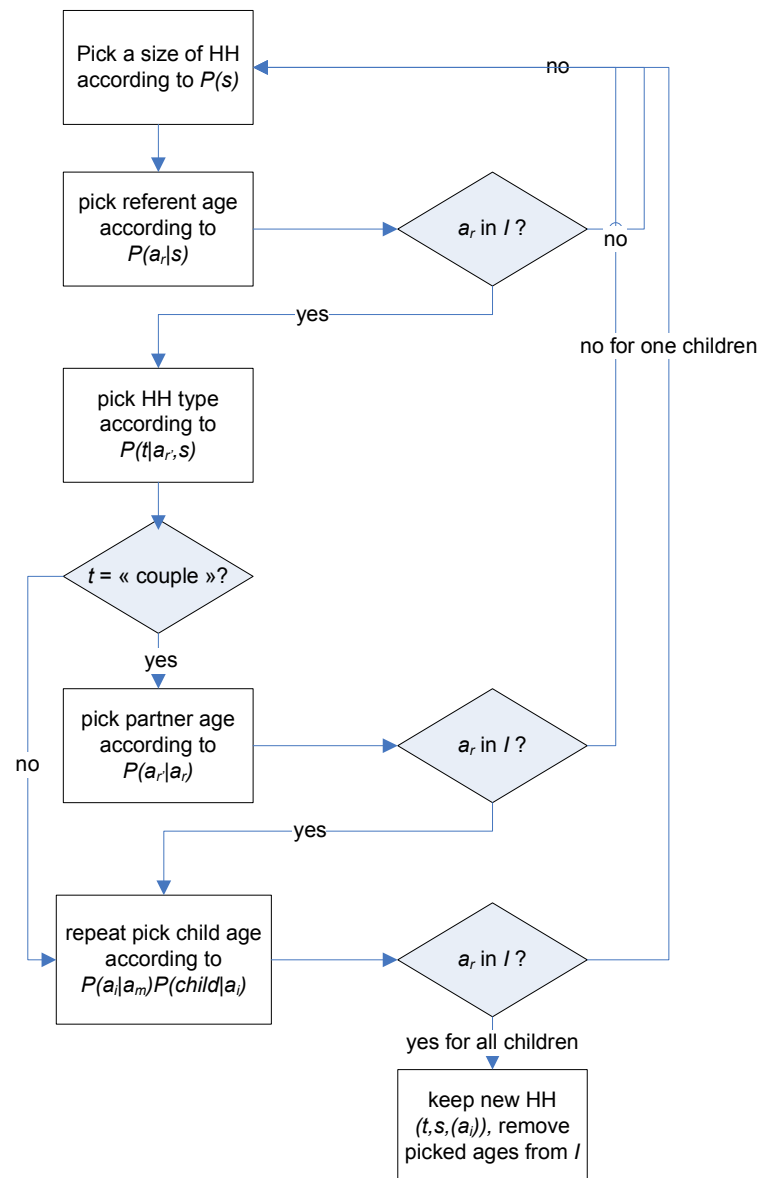 Pick a size of HH
according to P(s)
no
pick referent age
according to
P(a_r|s)
a_r in I ?
no
yes
no for one children
pick HH type
according to
P(t|a_r',s)
t = « couple »?
yes
pick partner age
according to
P(a_r'|a_r)
a_r in I ?
no
yes
repeat pick child age
according to
P(a_i|a_m)P(child|a_i)
a_r in I ?
yes for all children
keep new HH
(t,s,(a_i)), remove
picked ages from I